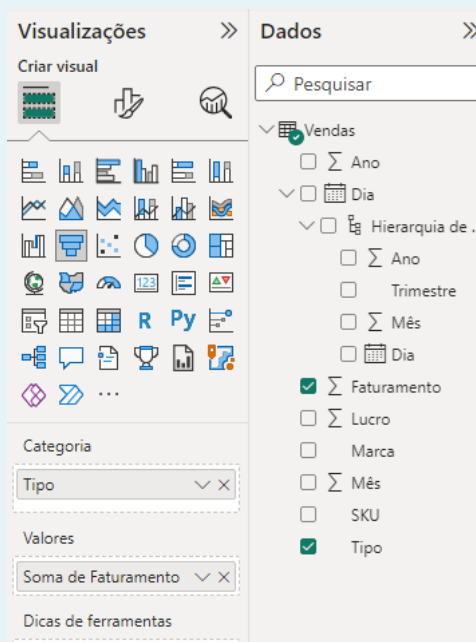 Visualizações
Criar visual
123
R
Py
Categoria
Tipo
Valores
Soma de Faturamento
Dicas de ferramentas
Dados
Pesquisar
Vendas
Ano
Dia
Hierarquia de ...
Ano
Trimestre
Mês
Dia
Faturamento
Lucro
Marca
Mês
SKU
Tipo